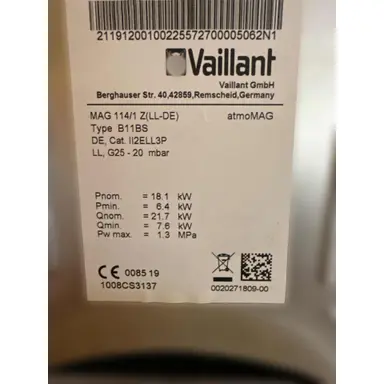 21191200100225572700005062N1
Vaillant
Vaillant GmbH
Berghauser Str. 40,42859,Remscheid,Germany
MAG 114/1 Z(LL-DE) atmoMAG
Type B11BS
DE, Cat. II2ELL3P
LL, G25 - 20 mbar
Pnom. = 18.1 kW
Pmin. = 6.4 kW
Qnom. = 21.7 kW
Qmin. = 7.6 kW
Pw max. = 1.3 MPa
CE 0085 19
1008CS3137
0020271809-00